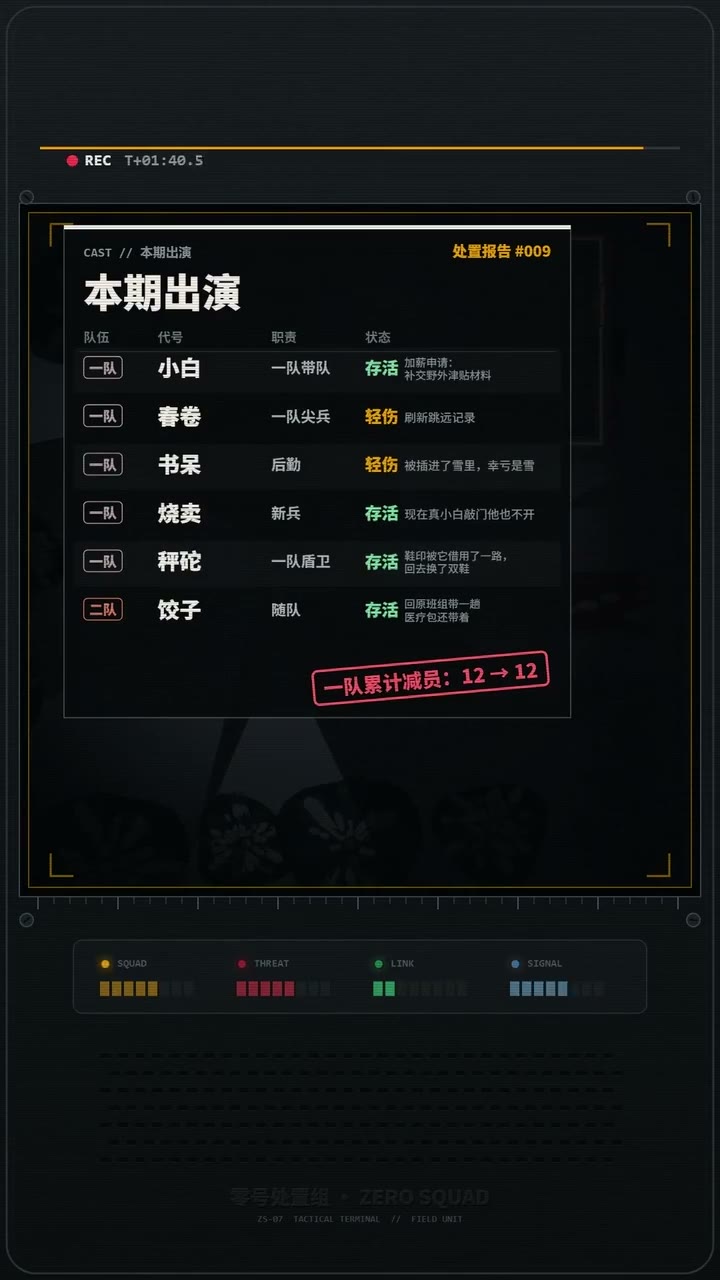 REC T+01:40.5
CAST // 本期出演
处置报告 #009
本期出演
队伍 代号 职责 状态
一队 小白 一队带队 存活 加薪申请:
补交野外津贴材料
一队 春卷 一队尖兵 轻伤 刷新跳远记录
一队 书呆 后勤 轻伤 被插进了雪里，幸亏是雪
一队 烧卖 新兵 存活 现在真小白敲门他也不开
一队 秤砣 一队盾卫 存活 鞋印被它借用了一路，
回去换了双鞋
二队 饺子 随队 存活 回原班组带一趟
医疗包还带着
一队累计减员：12 → 12
SQUAD THREAT LINK SIGNAL
零号处置组 • ZERO SQUAD
ZS-07 TACTICAL TERMINAL // FIELD UNIT